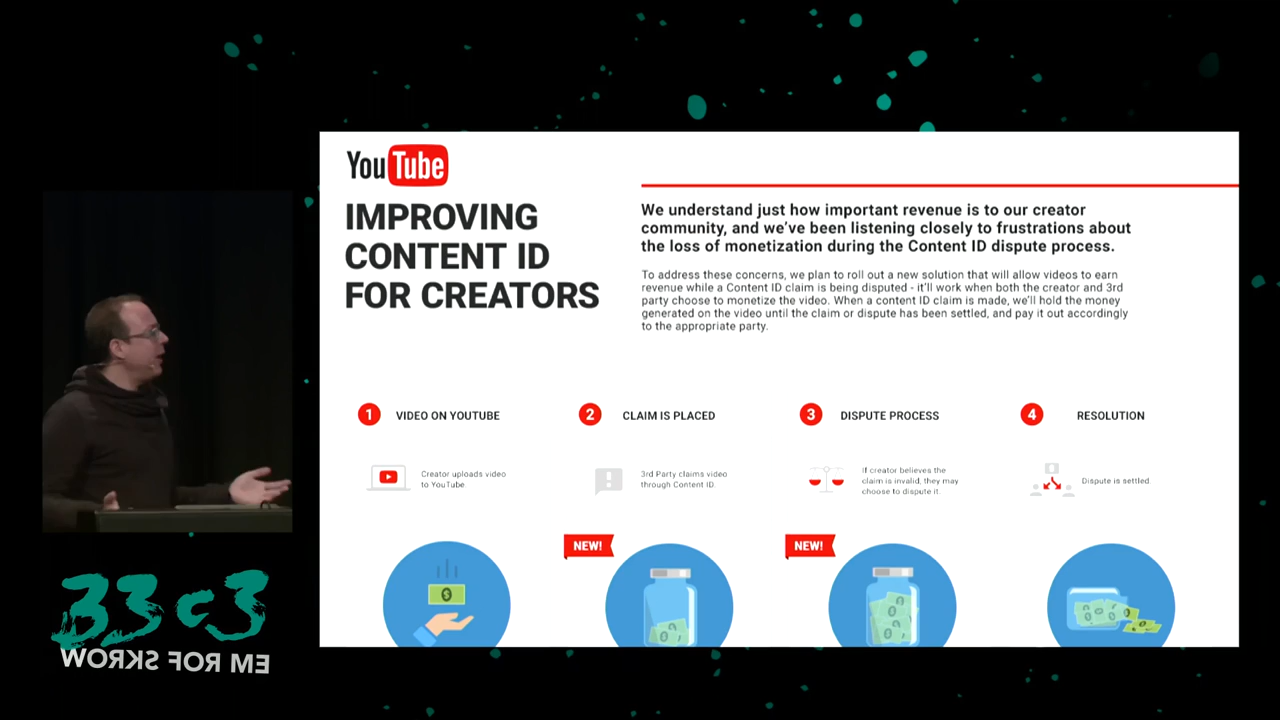 YouTube
IMPROVING
CONTENT ID
FOR CREATORS
We understand just how important revenue is to our creator
community, and we've been listening closely to frustrations about
the loss of monetization during the Content ID dispute process.
To address these concerns, we plan to roll out a new solution that will allow videos to earn
revenue while a Content ID claim is being disputed - it'll work when both the creator and 3rd
party choose to monetize the video. When a content ID claim is made, we'll hold the money
generated on the video until the claim or dispute has been settled, and pay it out accordingly
to the appropriate party.
1 VIDEO ON YOUTUBE
Creator uploads video
to YouTube.
2 CLAIM IS PLACED
3rd Party claims video
through Content ID.
3 DISPUTE PROCESS
If creator believes the
claim is invalid, they may
choose to dispute it.
4 RESOLUTION
Dispute is settled.
NEW!
NEW!
33c3
WORKS FOR ME